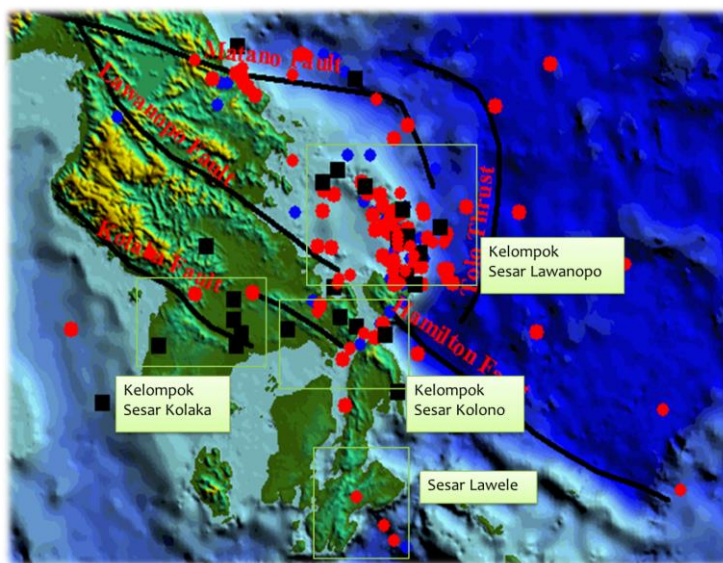 Matano Fault
Lawanopo Fault
Kolaka Fault
Tolo Thrust
Kelompok
Sesar Lawanopo
Hamilton Fault
Kelompok
Sesar Kolaka
Kelompok
Sesar Kolono
Sesar Lawele